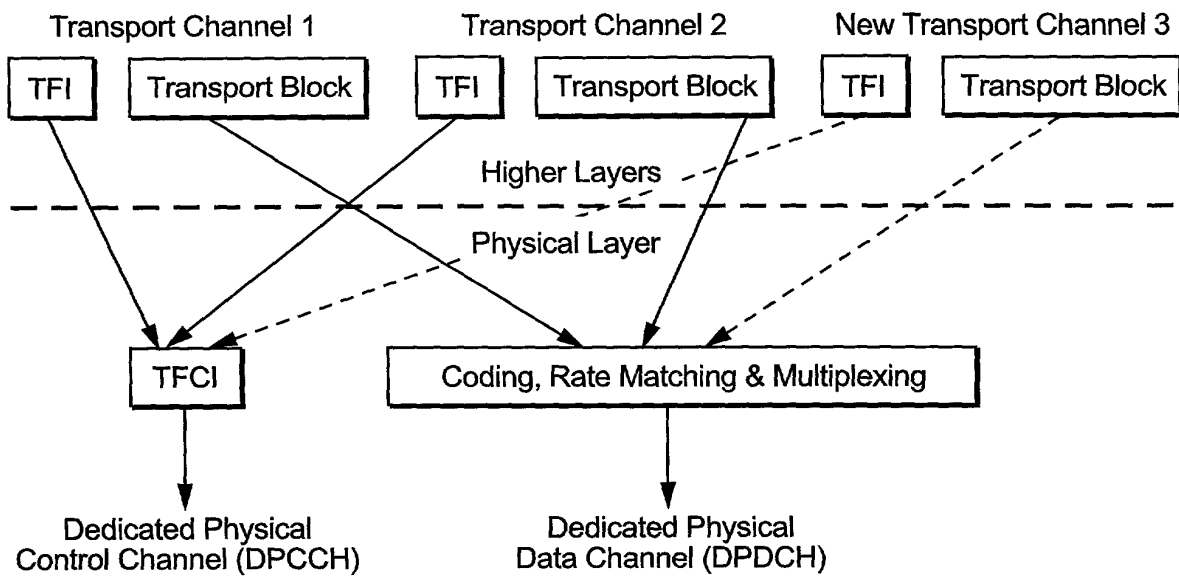 Transport Channel 1
Transport Channel 2
New Transport Channel 3
TFI
Transport Block
TFI
Transport Block
TFI
Transport Block
Higher Layers
Physical Layer
TFCI
Coding, Rate Matching & Multiplexing
Dedicated Physical
Control Channel (DPCCH)
Dedicated Physical
Data Channel (DPDCH)